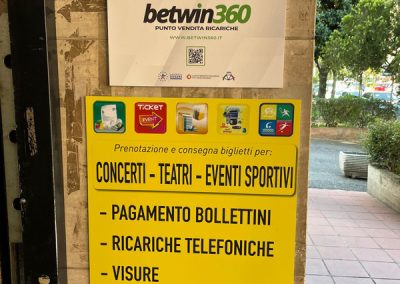 betwin360
PUNTO VENDITA RICARICHE
WWW.BETWIN360.IT
TICKET
EVENT
Prenotazione e consegna biglietti per:
CONCERTI - TEATRI - EVENTI SPORTIVI
- PAGAMENTO BOLLETTINI
- RICARICHE TELEFONICHE
- VISURE